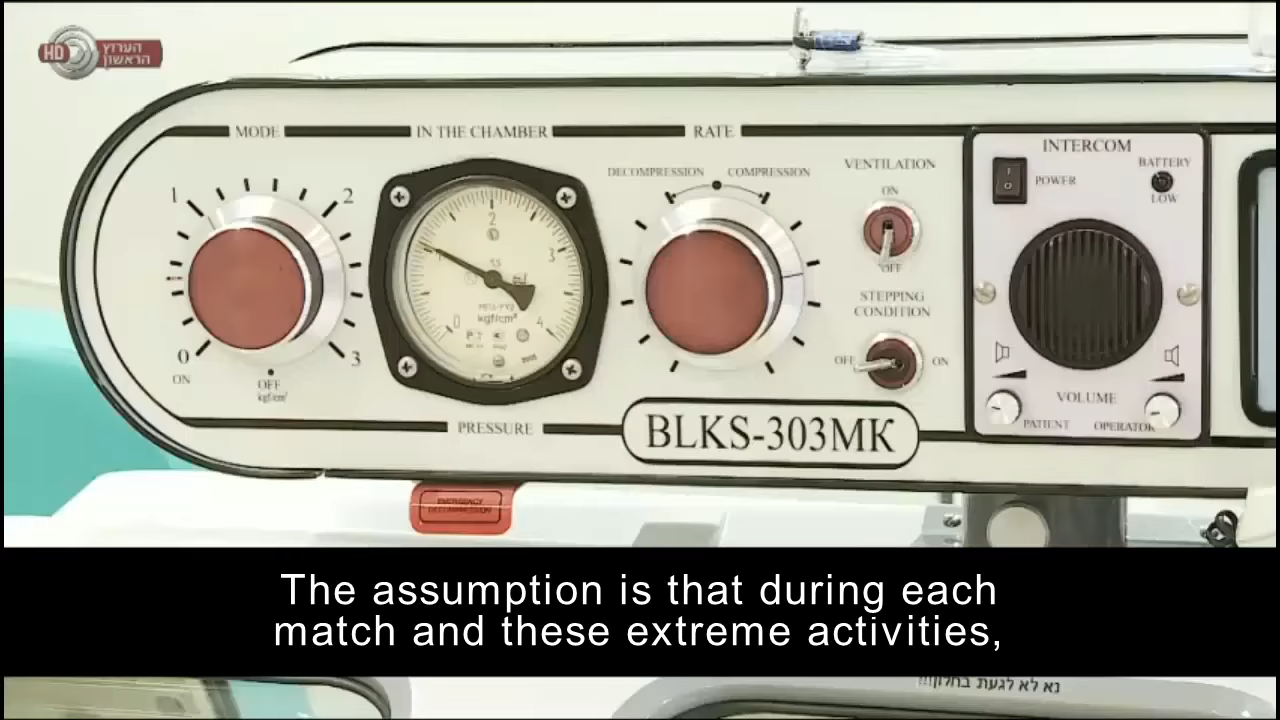 HD
הערוץ
הראשון
MODE
IN THE CHAMBER
RATE
INTERCOM
DECOMPRESSION
COMPRESSION
VENTILATION
BATTERY
LOW
POWER
ON
OFF
1
2
0
3
ON
OFF
kgf/cm²
0
1
2
3
4
kgf/cm²
STEPPING
CONDITION
OFF
ON
VOLUME
PATIENT
OPERATOR
PRESSURE
BLKS-303MK
EMERGENCY
DECOMPRESSION
The assumption is that during each
match and these extreme activities,
נא לא לגעת בחלון!!!